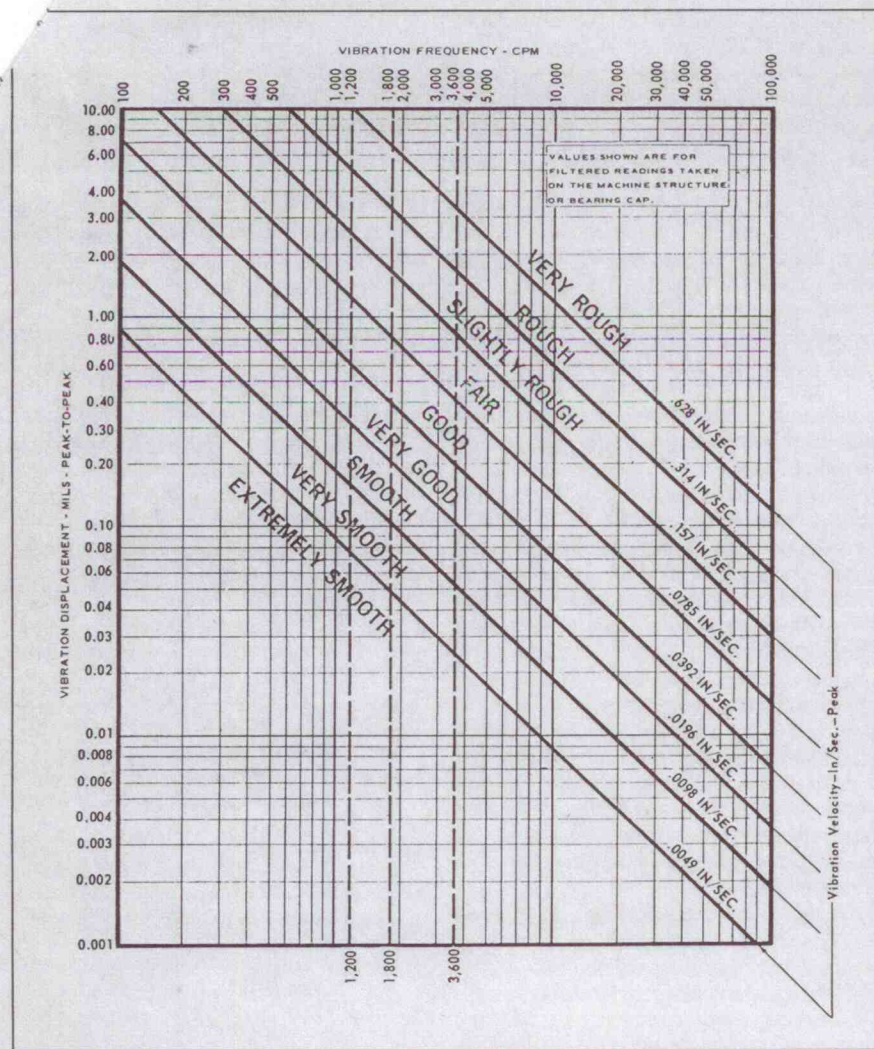 VIBRATION FREQUENCY - CPM
100
200
300
400
500
1,000
1,200
1,800
2,000
3,000
3,600
4,000
5,000
10,000
20,000
30,000
40,000
50,000
100,000
10.00
8.00
6.00
4.00
3.00
2.00
1.00
0.80
0.60
0.40
0.30
0.20
0.10
0.08
0.06
0.04
0.03
0.02
0.01
0.008
0.006
0.004
0.003
0.002
0.001
VIBRATION DISPLACEMENT - MILS - PEAK-TO-PEAK
VALUES SHOWN ARE FOR
FILTERED READINGS TAKEN
ON THE MACHINE STRUCTURE
OR BEARING CAP.
VERY ROUGH
ROUGH
SLIGHTLY ROUGH
FAIR
GOOD
VERY GOOD
SMOOTH
VERY SMOOTH
EXTREMELY SMOOTH
.628 IN/SEC.
.314 IN/SEC.
.157 IN/SEC.
.0785 IN/SEC.
.0392 IN/SEC.
.0196 IN/SEC.
.0098 IN/SEC.
.0049 IN/SEC.
Vibration Velocity-In/Sec.-Peak
1,200
1,800
3,600